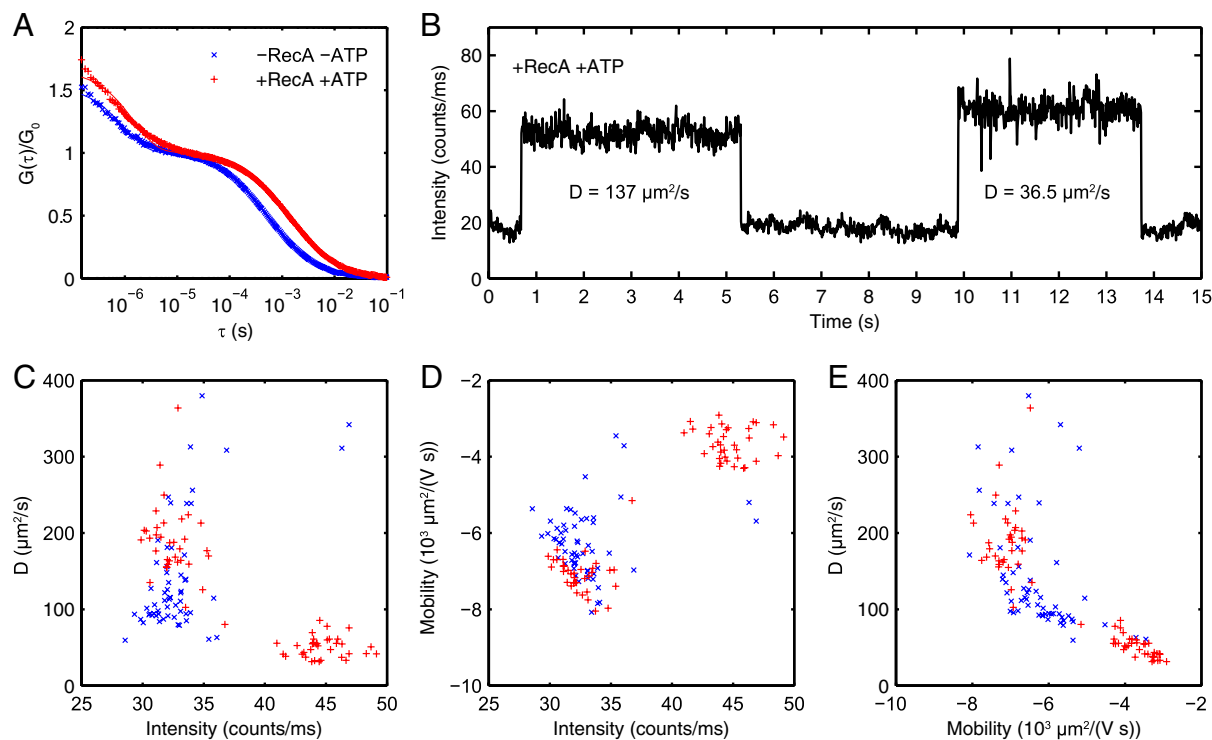 A
2
1.5
1
0.5
0
G(τ)/G₀
−RecA −ATP
+RecA +ATP
10⁻⁶ 10⁻⁵ 10⁻⁴ 10⁻³ 10⁻² 10⁻¹
τ (s)
B
80
60
40
20
0
Intensity (counts/ms)
+RecA +ATP
D = 137 μm²/s
D = 36.5 μm²/s
0 1 2 3 4 5 6 7 8 9 10 11 12 13 14 15
Time (s)
C
400
300
200
100
0
D (μm²/s)
25 30 35 40 45 50
Intensity (counts/ms)
D
−2
−4
−6
−8
−10
Mobility (10³ μm²/(V s))
25 30 35 40 45 50
Intensity (counts/ms)
E
400
300
200
100
0
D (μm²/s)
−10 −8 −6 −4 −2
Mobility (10³ μm²/(V s))